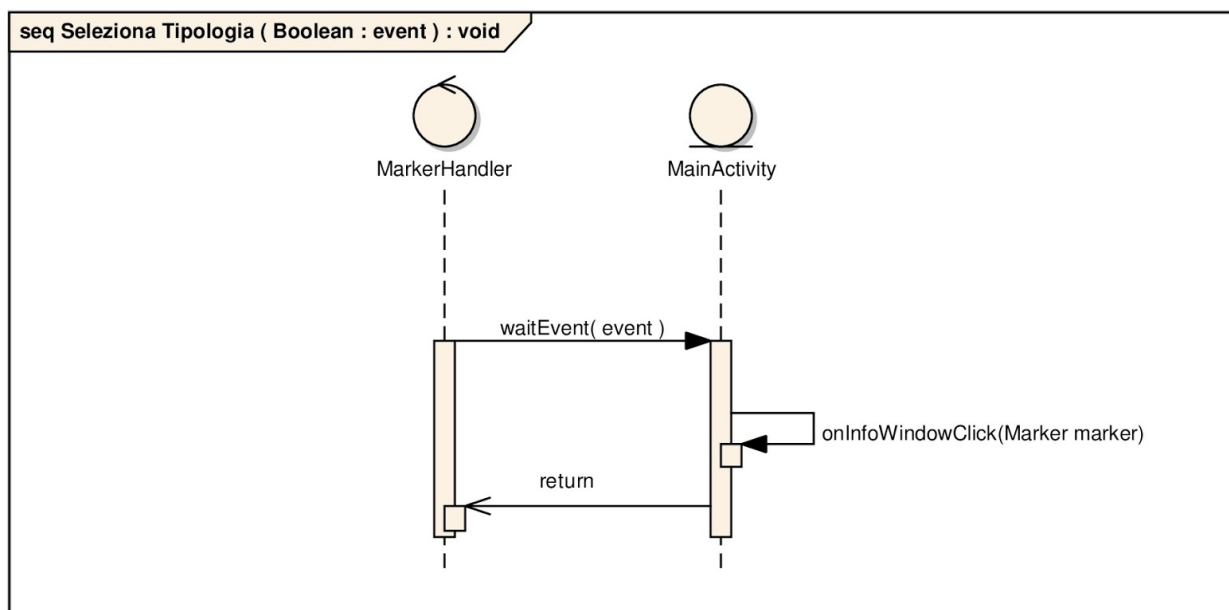 seq Seleziona Tipologia ( Boolean : event ) : void
MarkerHandler
MainActivity
waitEvent( event )
onInfoWindowClick(Marker marker)
return